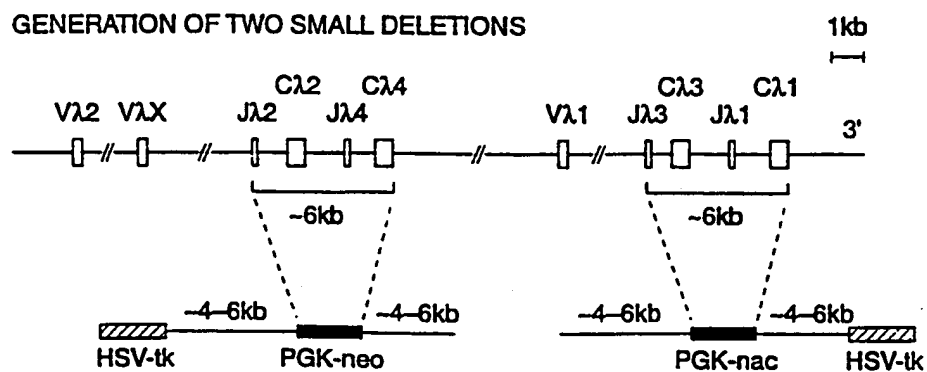 GENERATION OF TWO SMALL DELETIONS
1kb
Cλ2 Cλ4 Cλ3 Cλ1
Vλ2 VλX Jλ2 Jλ4 Vλ1 Jλ3 Jλ1 3'
// // // //
~6kb ~6kb
~4–6kb ~4–6kb ~4–6kb ~4–6kb
HSV-tk PGK-neo PGK-nac HSV-tk